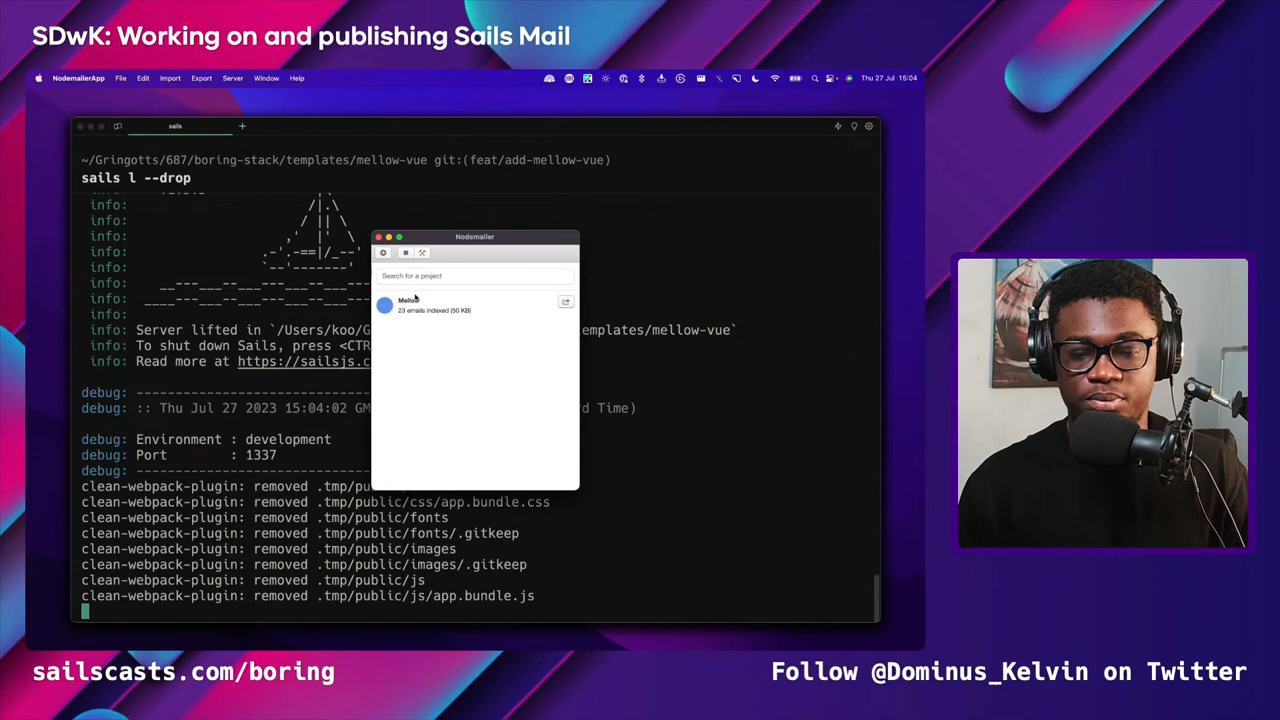 SDwK: Working on and publishing Sails Mail
NodemailerApp File Edit Import Export Server Window Help Thu 27 Jul 15:04
sails
~/Gringotts/687/boring-stack/templates/mellow-vue git:(feat/add-mellow-vue)
sails l --drop
info:
info:
info:
info:
info:
info:
info:
Nodemailer
Search for a project
Mellow
23 emails indexed (50 KB)
info: Server lifted in `/Users/koo/G emplates/mellow-vue`
info: To shut down Sails, press <CTR
info: Read more at https://sailsjs.c
debug: -------------------------
debug: :: Thu Jul 27 2023 15:04:02 GM rd Time)
debug: Environment : development
debug: Port : 1337
debug: -------------------------
clean-webpack-plugin: removed .tmp/pu
clean-webpack-plugin: removed .tmp/public/css/app.bundle.css
clean-webpack-plugin: removed .tmp/public/fonts
clean-webpack-plugin: removed .tmp/public/fonts/.gitkeep
clean-webpack-plugin: removed .tmp/public/images
clean-webpack-plugin: removed .tmp/public/images/.gitkeep
clean-webpack-plugin: removed .tmp/public/js
clean-webpack-plugin: removed .tmp/public/js/app.bundle.js
sailscasts.com/boring
Follow @Dominus_Kelvin on Twitter